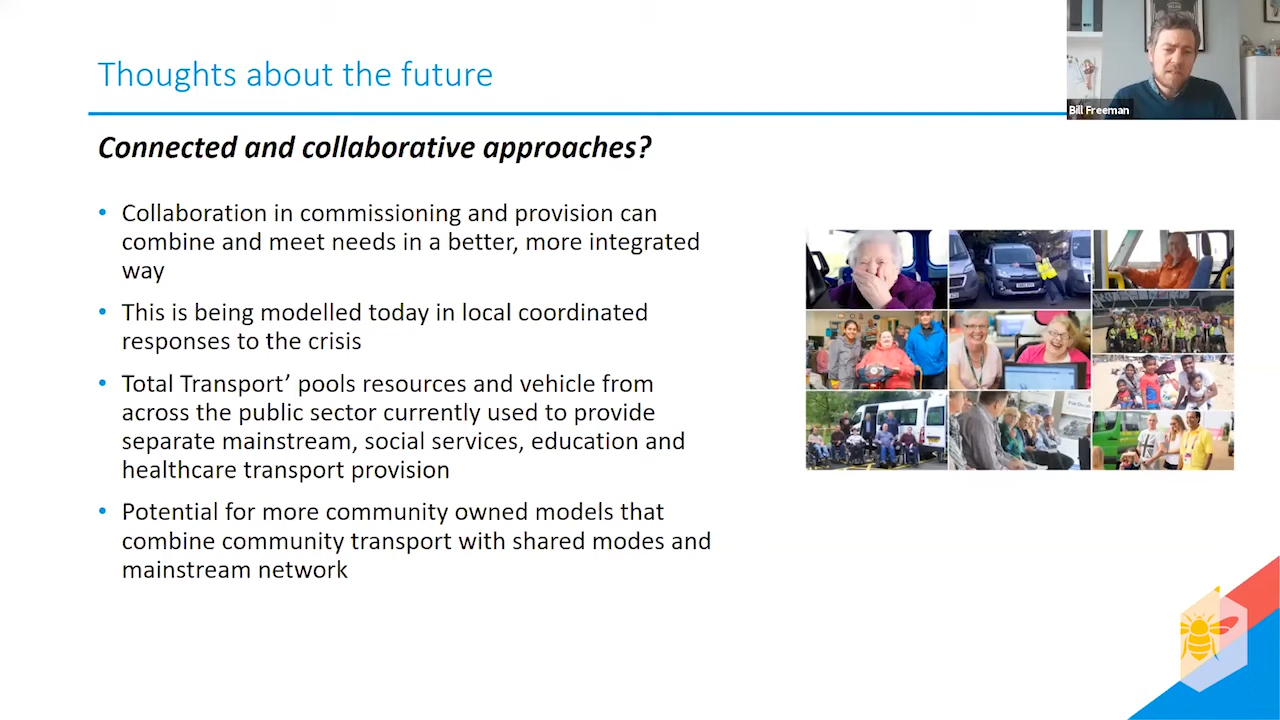 Thoughts about the future
Bill Freeman
Connected and collaborative approaches?
• Collaboration in commissioning and provision can
combine and meet needs in a better, more integrated
way
• This is being modelled today in local coordinated
responses to the crisis
• Total Transport’ pools resources and vehicle from
across the public sector currently used to provide
separate mainstream, social services, education and
healthcare transport provision
• Potential for more community owned models that
combine community transport with shared modes and
mainstream network